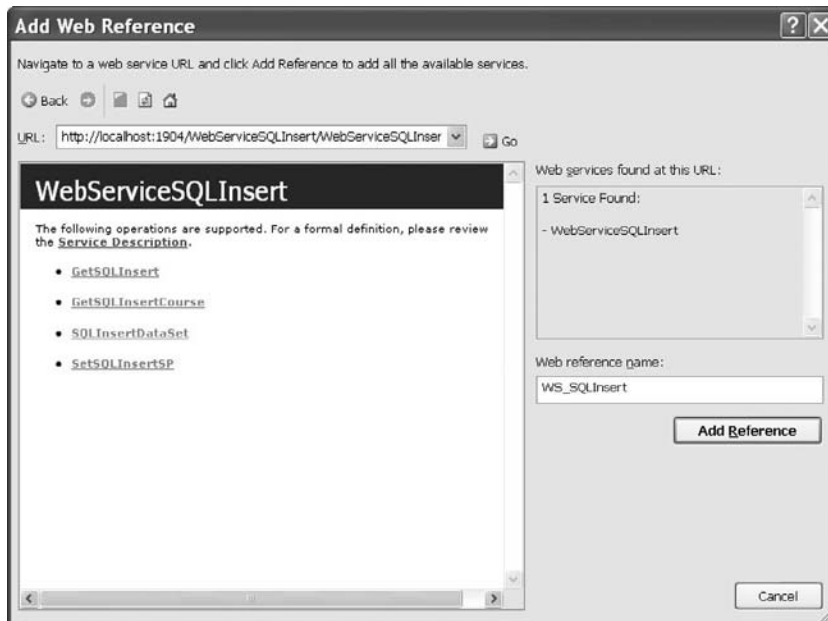 Add Web Reference
Navigate to a web service URL and click Add Reference to add all the available services.
Back
URL: http://localhost:1904/WebServiceSQLInsert/WebServiceSQLInser Go
WebServiceSQLInsert
The following operations are supported. For a formal definition, please review
the Service Description.
• GetSQLInsert
• GetSQLInsertCourse
• SQLInsertDataSet
• SetSQLInsertSP
Web services found at this URL:
1 Service Found:
- WebServiceSQLInsert
Web reference name:
WS_SQLInsert
Add Reference
Cancel